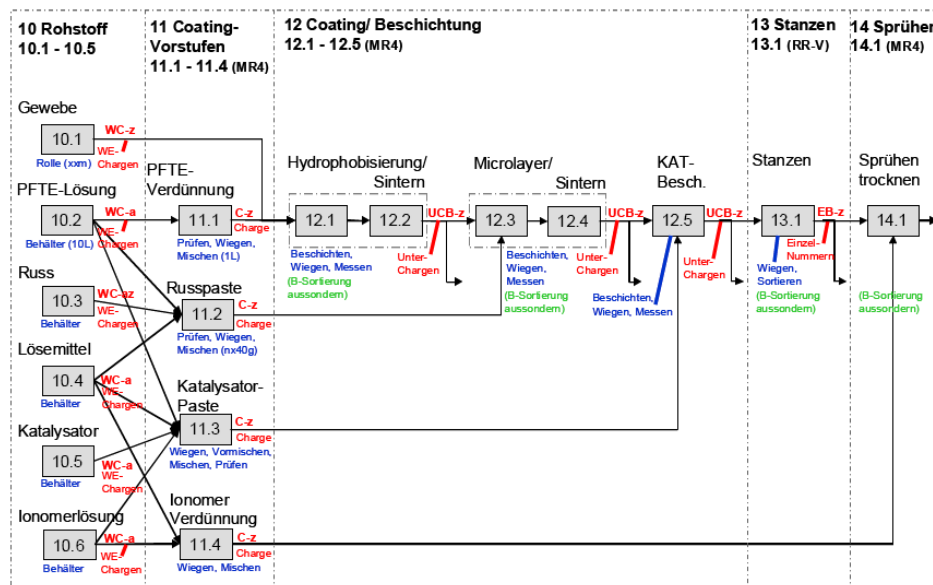 10 Rohstoff
10.1 - 10.5
11 Coating-
Vorstufen
11.1 - 11.4 (MR4)
12 Coating/ Beschichtung
12.1 - 12.5 (MR4)
13 Stanzen
13.1 (RR-V)
14 Sprühen
14.1 (MR4)
Gewebe
10.1
WC-z
WE-
Chargen
Rolle (xxm)
PFTE-Lösung
10.2
WC-a
WE-
Chargen
Behälter (10L)
Russ
10.3
WC-az
WE-
Chargen
Behälter
Lösemittel
10.4
WC-a
WE-
Chargen
Behälter
Katalysator
10.5
WC-a
WE-
Chargen
Behälter
Ionomerlösung
10.6
WC-a
WE-
Chargen
Behälter
PFTE-
Verdünnung
11.1
C-z
Charge
Prüfen, Wiegen,
Mischen (1L)
Russpaste
11.2
C-z
Charge
Prüfen, Wiegen,
Mischen (nx40g)
Katalysator-
Paste
11.3
C-z
Charge
Wiegen, Vormischen,
Mischen, Prüfen
Ionomer
Verdünnung
11.4
C-z
Charge
Wiegen, Mischen
Hydrophobisierung/
Sintern
12.1
12.2
UCB-z
Unter-
Chargen
Beschichten,
Wiegen, Messen
(B-Sortierung
aussondern)
Microlayer/
Sintern
12.3
12.4
UCB-z
Unter-
Chargen
Beschichten,
Wiegen,
Messen
(B-Sortierung
aussondern)
KAT-
Besch.
12.5
UCB-z
Unter-
Chargen
Beschichten,
Wiegen, Messen
Stanzen
13.1
EB-z
Einzel-
Nummern
Wiegen,
Sortieren
(B-Sortierung
aussondern)
Sprühen
trocknen
14.1
(B-Sortierung
aussondern)